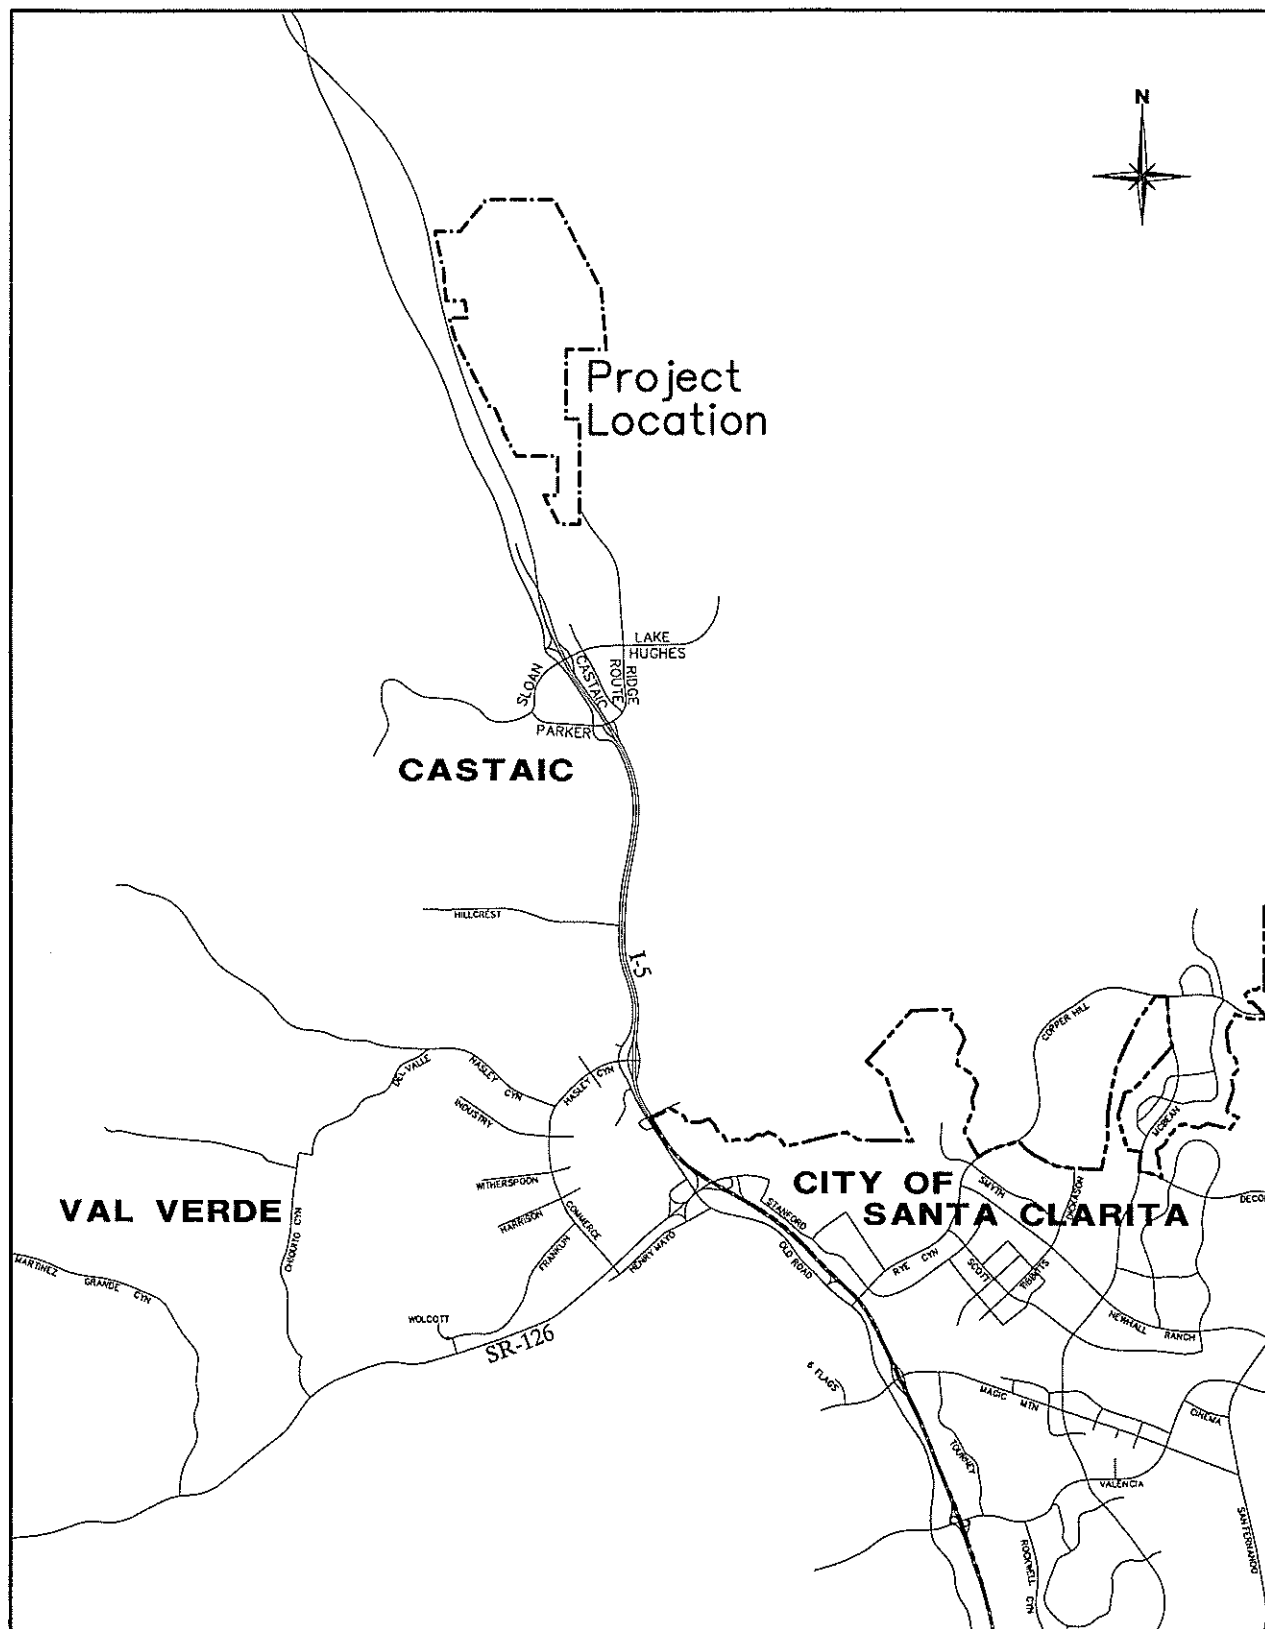 N
Project
Location
LAKE
HUGHES
CASTAIC
RIDGE
ROUTE
SLOAN
PARKER
CASTAIC
HILLCREST
I-5
COPPER HILL
DEL VALLE
HASLEY CYN
HASLEY CYN
INDUSTRY
MCBEAN
WITHERSPOON
HARRISON
COMMERCE
FRANKLIN
HENRY MAYO
VAL VERDE
CHIQUITO CYN
CITY OF
SANTA CLARITA
SMYTH
DICKASON
DECOR
STANFORD
OLD ROAD
RYE CYN
SCOTT
TIBBITTS
MARTINEZ GRANDE CYN
WOLCOTT
SR-126
NEWHALL RANCH
6 FLAGS
MAGIC MTN
CINEMA
TOURNEY
VALENCIA
SAN FERNANDO
ROCKWELL CYN